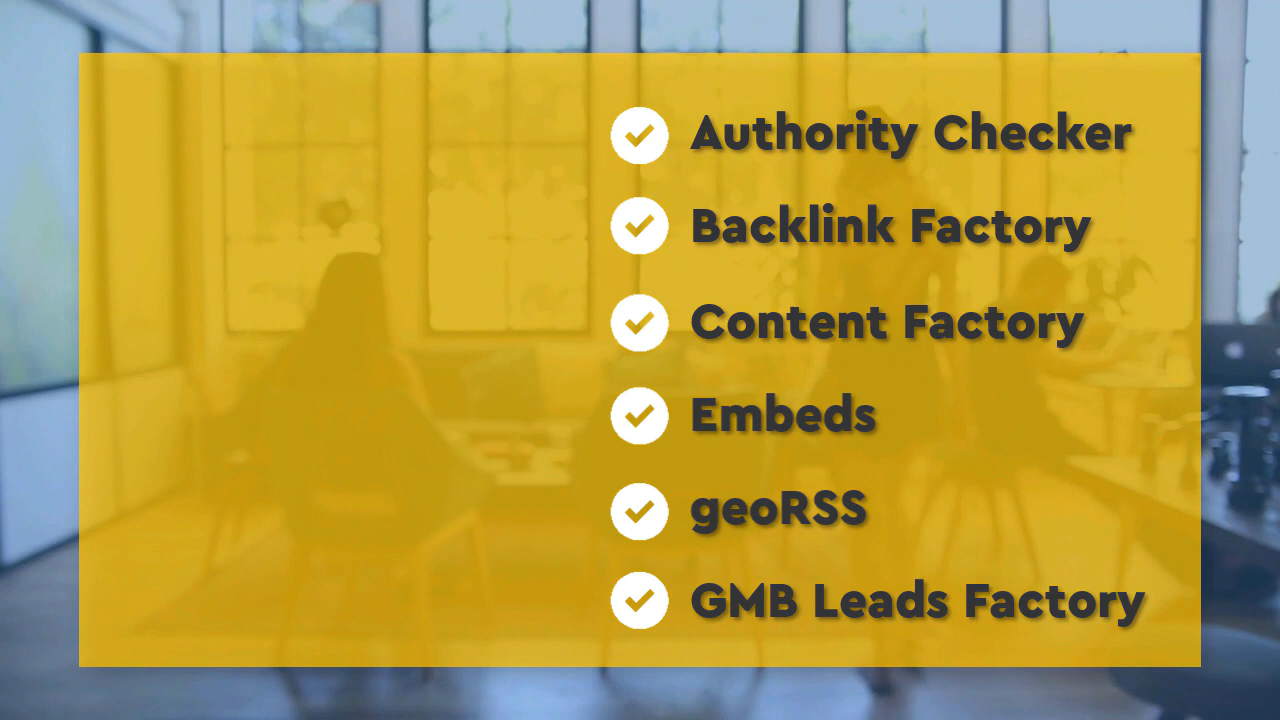 Authority Checker
Backlink Factory
Content Factory
Embeds
geoRSS
GMB Leads Factory